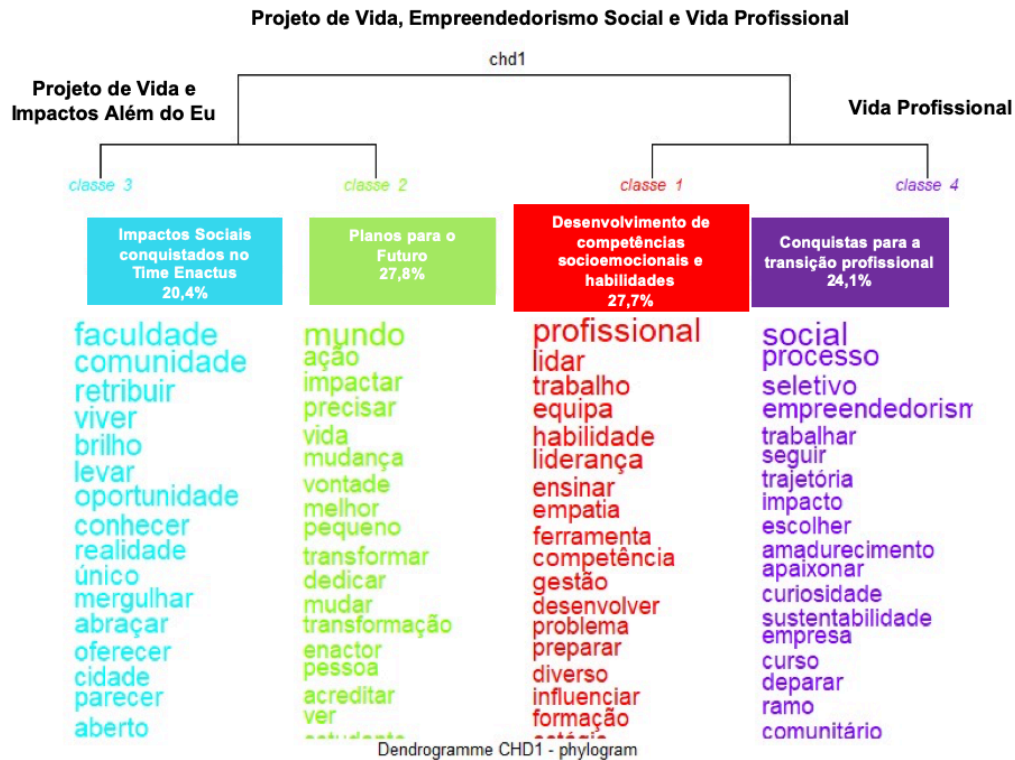 Projeto de Vida, Empreendedorismo Social e Vida Profissional
chd1
Projeto de Vida e
Impactos Além do Eu
Vida Profissional
classe 3
classe 2
classe 1
classe 4
Impactos Sociais
conquistados no
Time Enactus
20,4%
Planos para o
Futuro
27,8%
Desenvolvimento de
competências
socioemocionais e
habilidades
27,7%
Conquistas para a
transição profissional
24,1%
faculdade
comunidade
retribuir
viver
brilho
levar
oportunidade
conhecer
realidade
único
mergulhar
abraçar
oferecer
cidade
parecer
aberto
mundo
ação
impactar
precisar
vida
mudança
vontade
melhor
pequeno
transformar
dedicar
mudar
transformação
enactor
pessoa
acreditar
ver
profissional
lidar
trabalho
equipa
habilidade
liderança
ensinar
empatia
ferramenta
competência
gestão
desenvolver
problema
preparar
diverso
influenciar
formação
social
processo
seletivo
empreendedorism
trabalhar
seguir
trajetória
impacto
escolher
amadurecimento
apaixonar
curiosidade
sustentabilidade
empresa
curso
deparar
ramo
comunitário
Dendrogramme CHD1 - phylogram